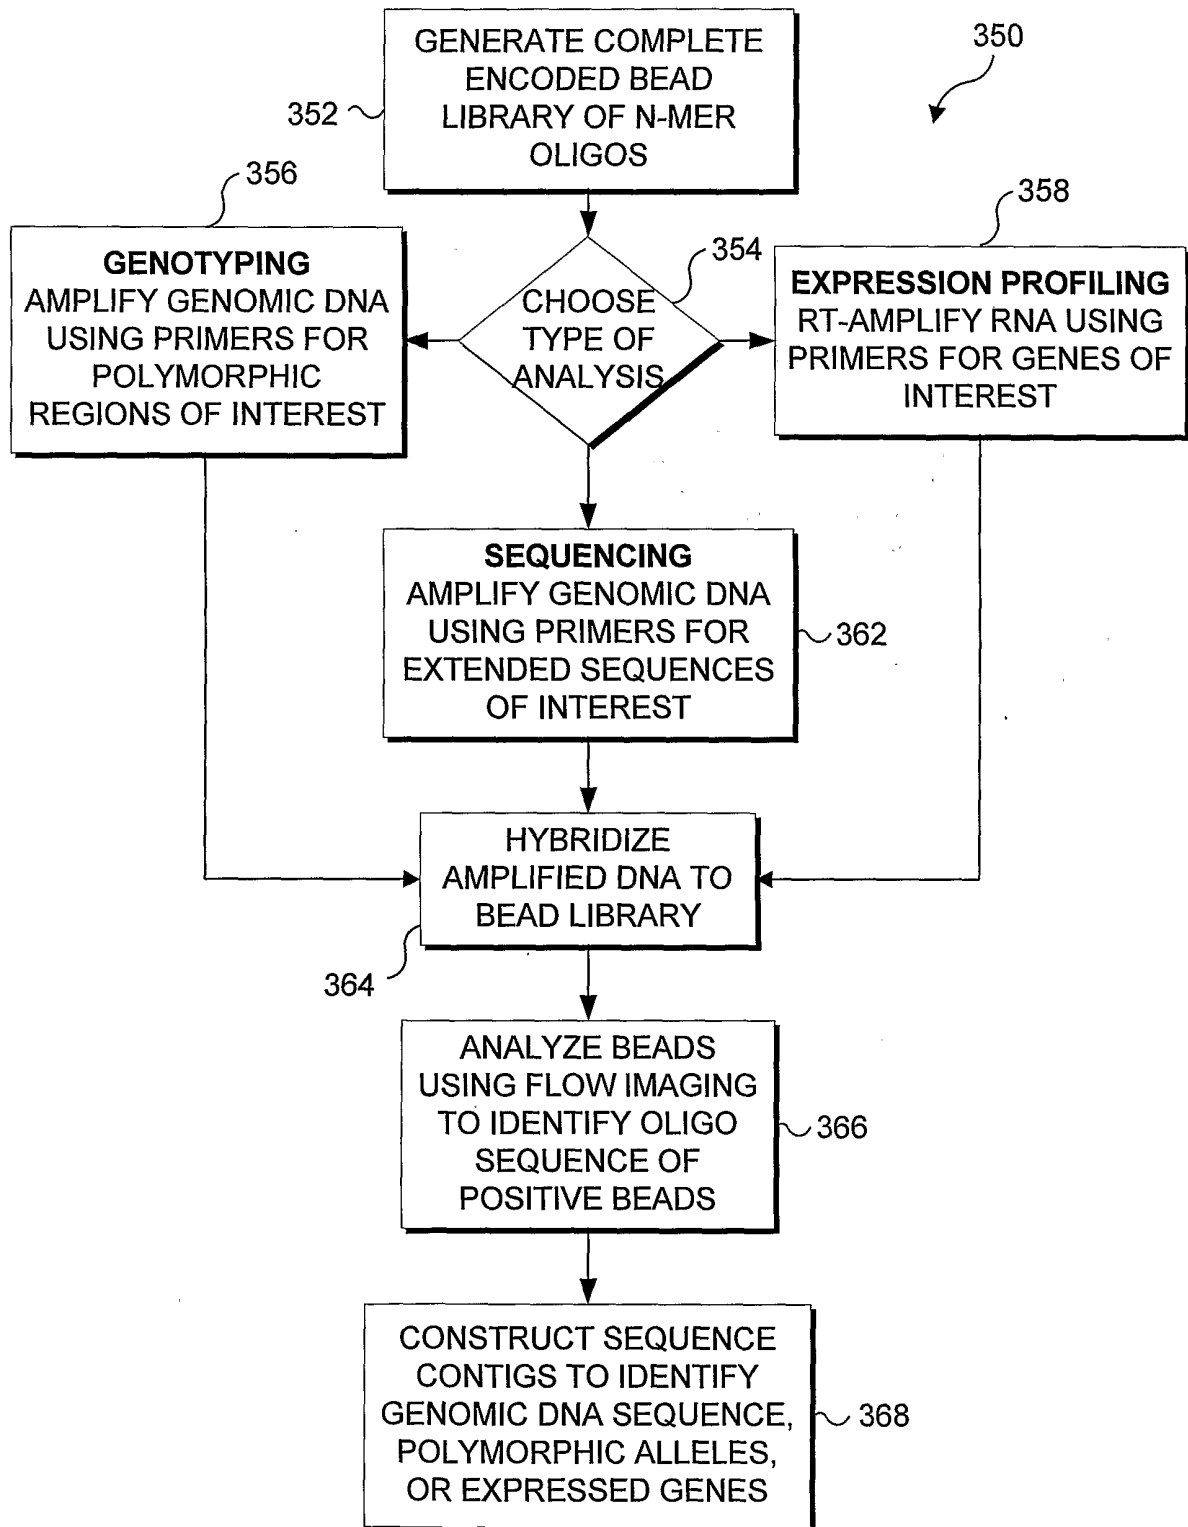 GENERATE COMPLETE
ENCODED BEAD
LIBRARY OF N-MER
OLIGOS
350
352
356
358
354
GENOTYPING
AMPLIFY GENOMIC DNA
USING PRIMERS FOR
POLYMORPHIC
REGIONS OF INTEREST
CHOOSE
TYPE OF
ANALYSIS
EXPRESSION PROFILING
RT-AMPLIFY RNA USING
PRIMERS FOR GENES OF
INTEREST
SEQUENCING
AMPLIFY GENOMIC DNA
USING PRIMERS FOR
EXTENDED SEQUENCES
OF INTEREST
362
HYBRIDIZE
AMPLIFIED DNA TO
BEAD LIBRARY
364
ANALYZE BEADS
USING FLOW IMAGING
TO IDENTIFY OLIGO
SEQUENCE OF
POSITIVE BEADS
366
CONSTRUCT SEQUENCE
CONTIGS TO IDENTIFY
GENOMIC DNA SEQUENCE,
POLYMORPHIC ALLELES,
OR EXPRESSED GENES
368